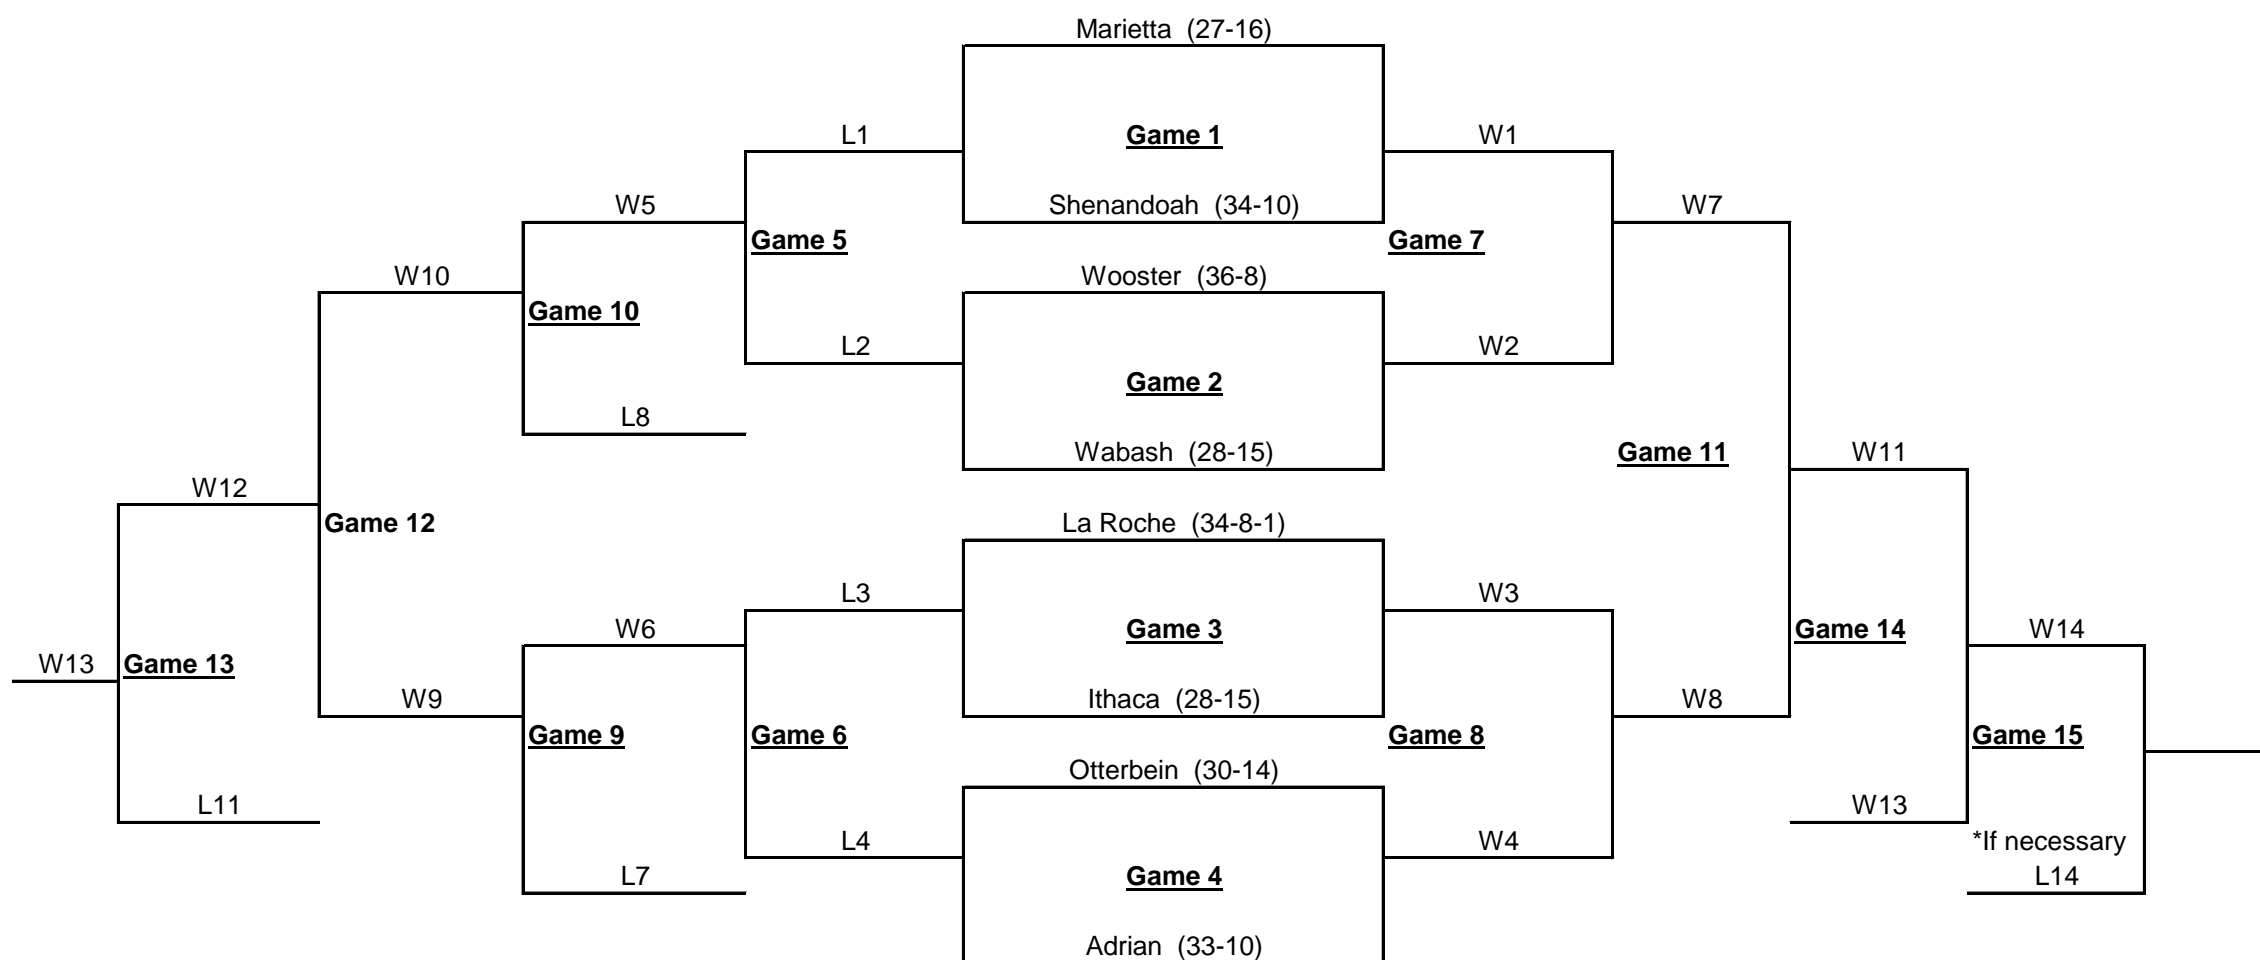 Marietta (27-16)
L1
Game 1
W1
W5
Shenandoah (34-10)
W7
Game 5
Game 7
W10
Wooster (36-8)
Game 10
L2
W2
Game 2
L8
Wabash (28-15)
Game 11
W11
W12
Game 12
La Roche (34-8-1)
L3
W3
W6
Game 3
Game 14
W14
W13
Game 13
W9
Ithaca (28-15)
W8
Game 9
Game 6
Game 8
Game 15
Otterbein (30-14)
L11
W13
L4
W4
*If necessary
L7
Game 4
L14
Adrian (33-10)